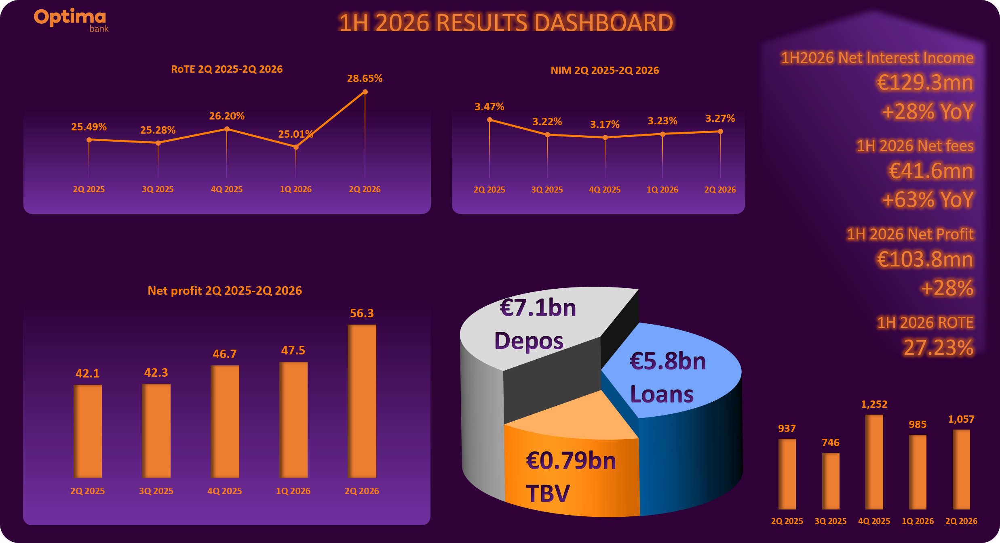 Optima
bank
1H 2026 RESULTS DASHBOARD
RoTE 2Q 2025-2Q 2026
25.49%
25.28%
26.20%
25.01%
28.65%
2Q 2025
3Q 2025
4Q 2025
1Q 2026
2Q 2026
NIM 2Q 2025-2Q 2026
3.47%
3.22%
3.17%
3.23%
3.27%
2Q 2025
3Q 2025
4Q 2025
1Q 2026
2Q 2026
1H2026 Net Interest Income
€129.3mn
+28% YoY
1H 2026 Net fees
€41.6mn
+63% YoY
1H 2026 Net Profit
€103.8mn
+28%
1H 2026 ROTE
27.23%
Net profit 2Q 2025-2Q 2026
42.1
42.3
46.7
47.5
56.3
2Q 2025
3Q 2025
4Q 2025
1Q 2026
2Q 2026
€7.1bn
Depos
€5.8bn
Loans
€0.79bn
TBV
937
746
1,252
985
1,057
2Q 2025
3Q 2025
4Q 2025
1Q 2026
2Q 2026